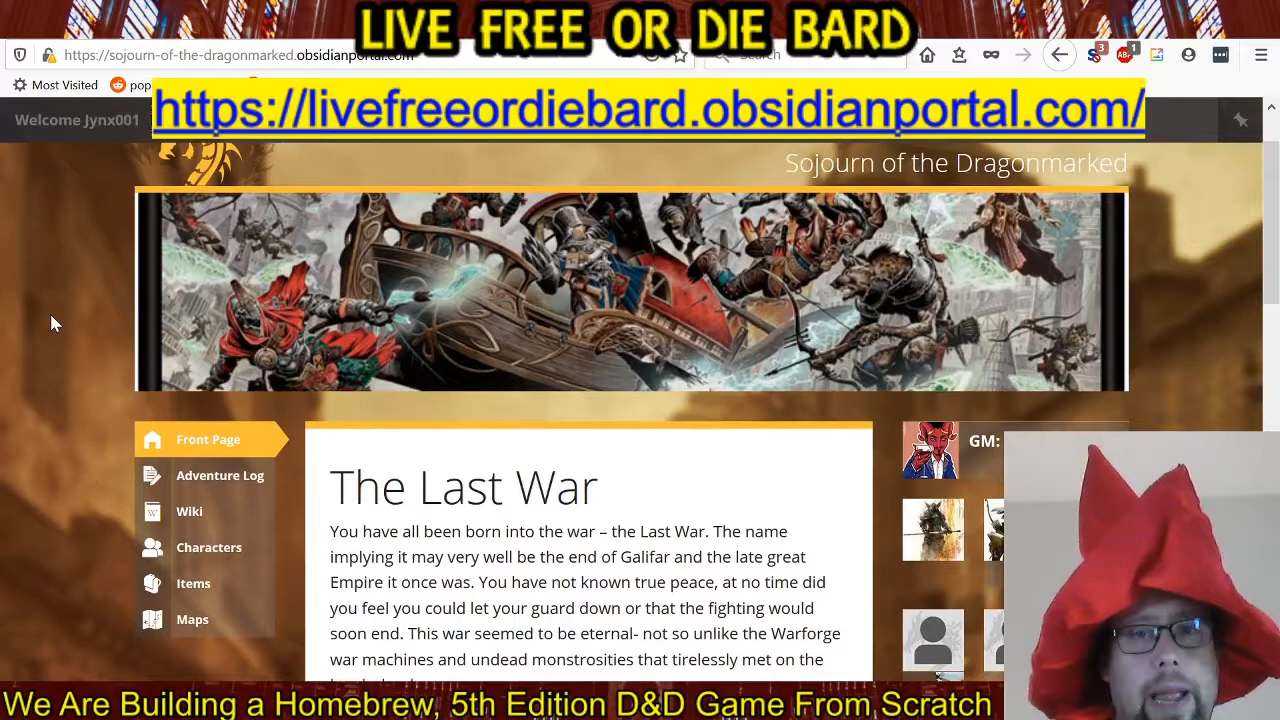 LIVE FREE OR DIE BARD
https://sojourn-of-the-dragonmarked.obsidianportal.com
Search
3
1
Most Visited
pop
https://livefreeordiebard.obsidianportal.com/
Welcome Jynx001
Sojourn of the Dragonmarked
Front Page
Adventure Log
Wiki
Characters
Items
Maps
The Last War
You have all been born into the war – the Last War. The name
implying it may very well be the end of Galifar and the late great
Empire it once was. You have not known true peace, at no time did
you feel you could let your guard down or that the fighting would
soon end. This war seemed to be eternal- not so unlike the Warforge
war machines and undead monstrosities that tirelessly met on the
GM:
We Are Building a Homebrew, 5th Edition D&D Game From Scratch